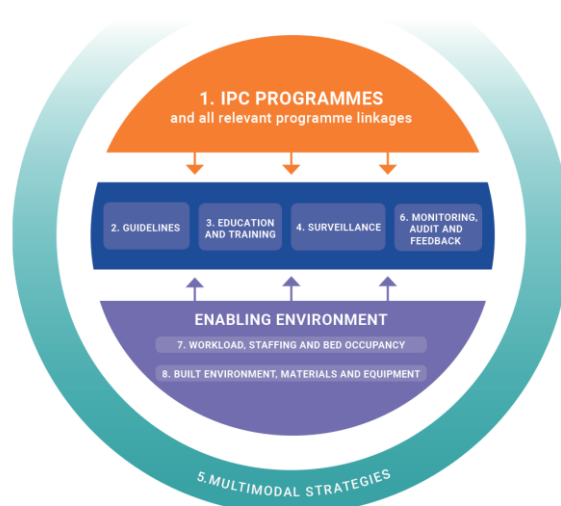 1. IPC PROGRAMMES
and all relevant programme linkages
2. GUIDELINES
3. EDUCATION
AND TRAINING
4. SURVEILLANCE
6. MONITORING,
AUDIT AND
FEEDBACK
ENABLING ENVIRONMENT
7. WORKLOAD, STAFFING AND BED OCCUPANCY
8. BUILT ENVIRONMENT, MATERIALS AND EQUIPMENT
5.MULTIMODAL STRATEGIES